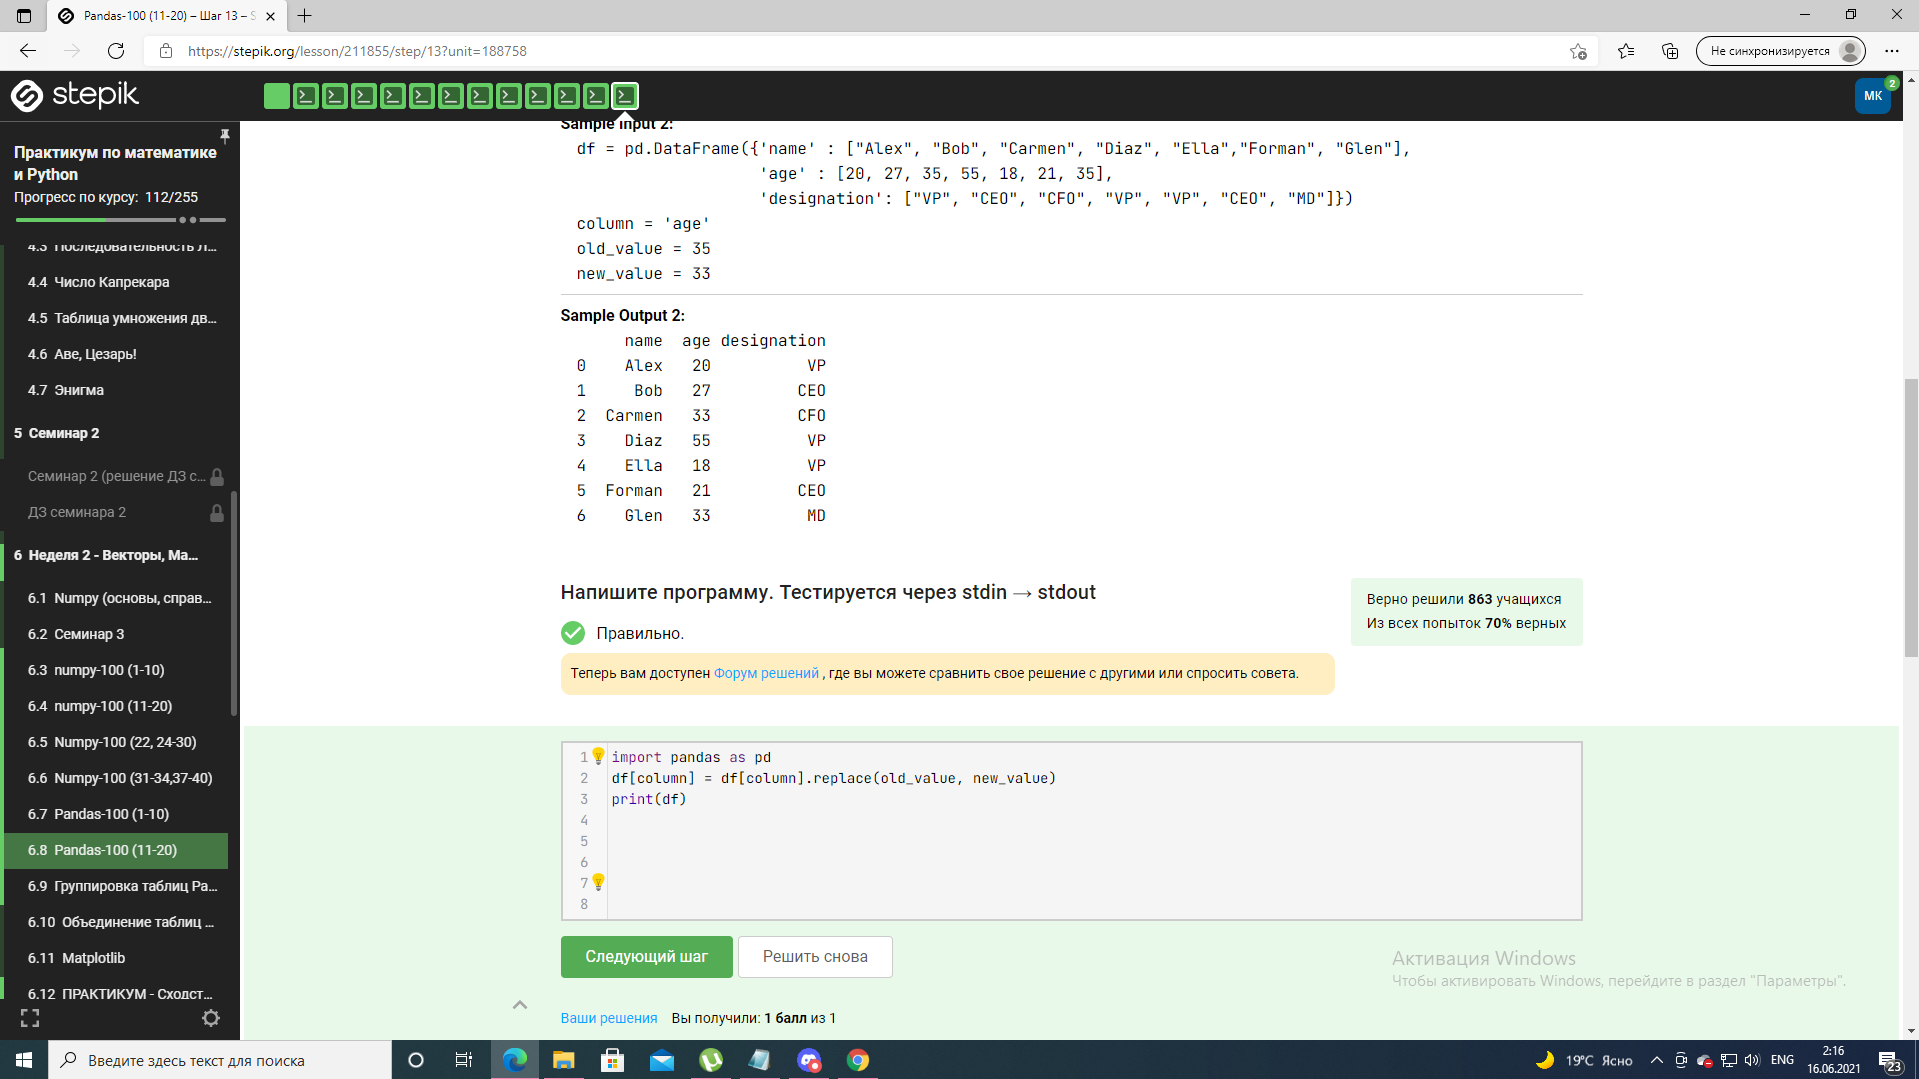 Pandas-100 (11-20) – Шаг 13 – S
https://stepik.org/lesson/211855/step/13?unit=188758
Не синхронизируется
stepik
MK
2
Практикум по математике
и Python
Прогресс по курсу: 112/255
4.3 Последовательность Л...
4.4 Число Капрекара
4.5 Таблица умножения дв...
4.6 Аве, Цезарь!
4.7 Энигма
5 Семинар 2
Семинар 2 (решение ДЗ с...
ДЗ семинара 2
6 Неделя 2 - Векторы, Ма...
6.1 Numpy (основы, справ...
6.2 Семинар 3
6.3 numpy-100 (1-10)
6.4 numpy-100 (11-20)
6.5 Numpy-100 (22, 24-30)
6.6 Numpy-100 (31-34,37-40)
6.7 Pandas-100 (1-10)
6.8 Pandas-100 (11-20)
6.9 Группировка таблиц Pa...
6.10 Объединение таблиц ...
6.11 Matplotlib
6.12 ПРАКТИКУМ - Сходст...
Sample Input 2:
df = pd.DataFrame({'name' : ["Alex", "Bob", "Carmen", "Diaz", "Ella","Forman", "Glen"],
'age' : [20, 27, 35, 55, 18, 21, 35],
'designation': ["VP", "CEO", "CFO", "VP", "VP", "CEO", "MD"]})
column = 'age'
old_value = 35
new_value = 33
Sample Output 2:
name age designation
0 Alex 20 VP
1 Bob 27 CEO
2 Carmen 33 CFO
3 Diaz 55 VP
4 Ella 18 VP
5 Forman 21 CEO
6 Glen 33 MD
Напишите программу. Тестируется через stdin → stdout
Верно решили 863 учащихся
Из всех попыток 70% верных
Правильно.
Теперь вам доступен Форум решений , где вы можете сравнить свое решение с другими или спросить совета.
1 import pandas as pd
2 df[column] = df[column].replace(old_value, new_value)
3 print(df)
4
5
6
7
8
Следующий шаг
Решить снова
Активация Windows
Чтобы активировать Windows, перейдите в раздел "Параметры".
Ваши решения Вы получили: 1 балл из 1
Введите здесь текст для поиска
19°C Ясно
ENG
2:16
16.06.2021
23